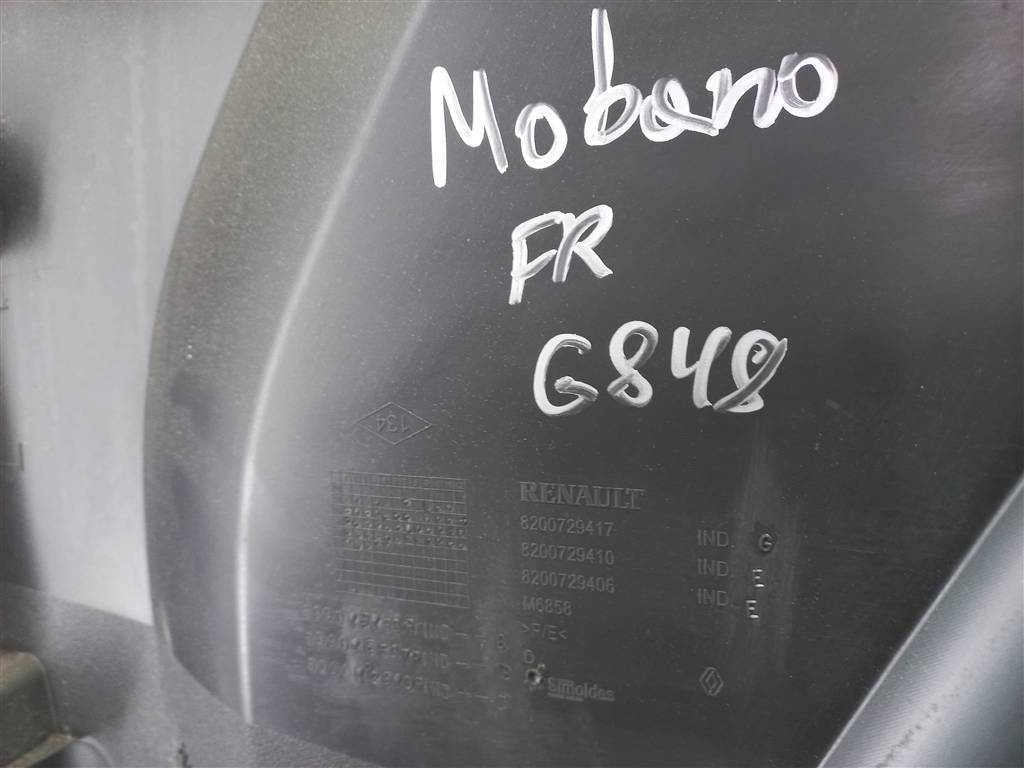 Mobano
FR
G848
134
RENAULT
8200729417 IND. G
8200729410 IND. E
8200729406 IND. E
M6858
>P/E<
Simoldes